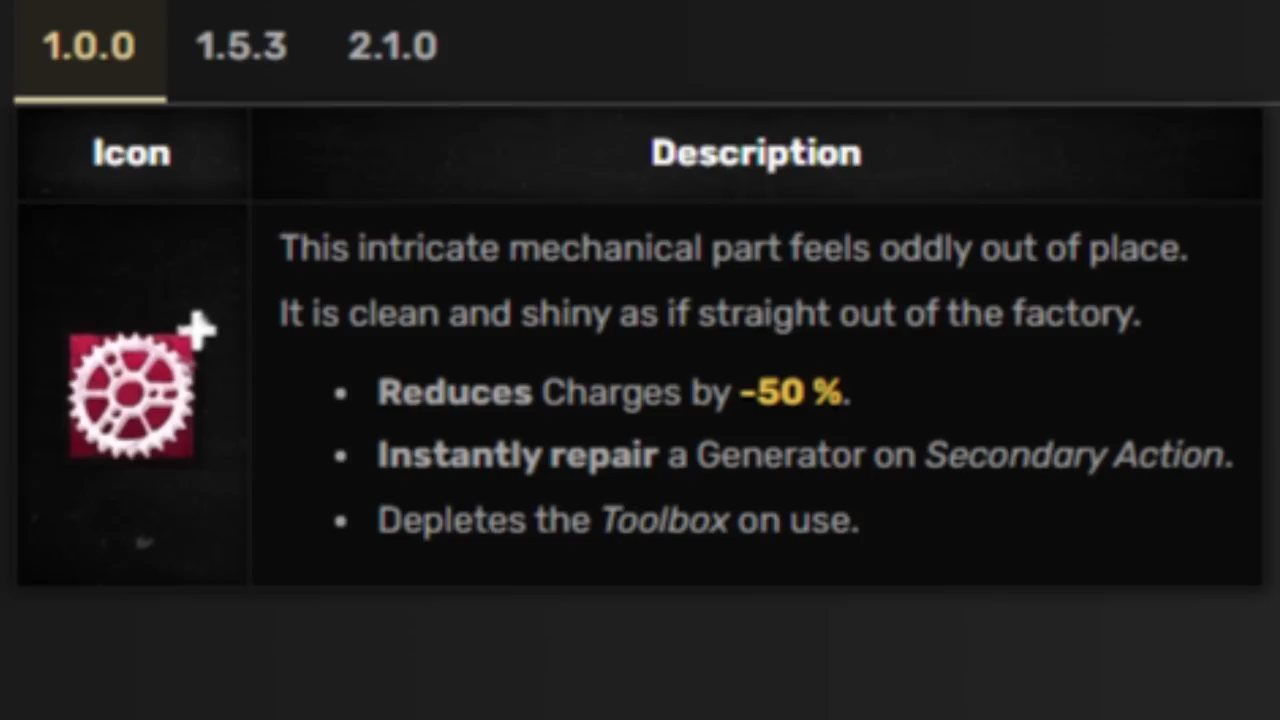 1.0.0 1.5.3 2.1.0
Icon Description
This intricate mechanical part feels oddly out of place.
It is clean and shiny as if straight out of the factory.
• Reduces Charges by -50 %.
• Instantly repair a Generator on Secondary Action.
• Depletes the Toolbox on use.